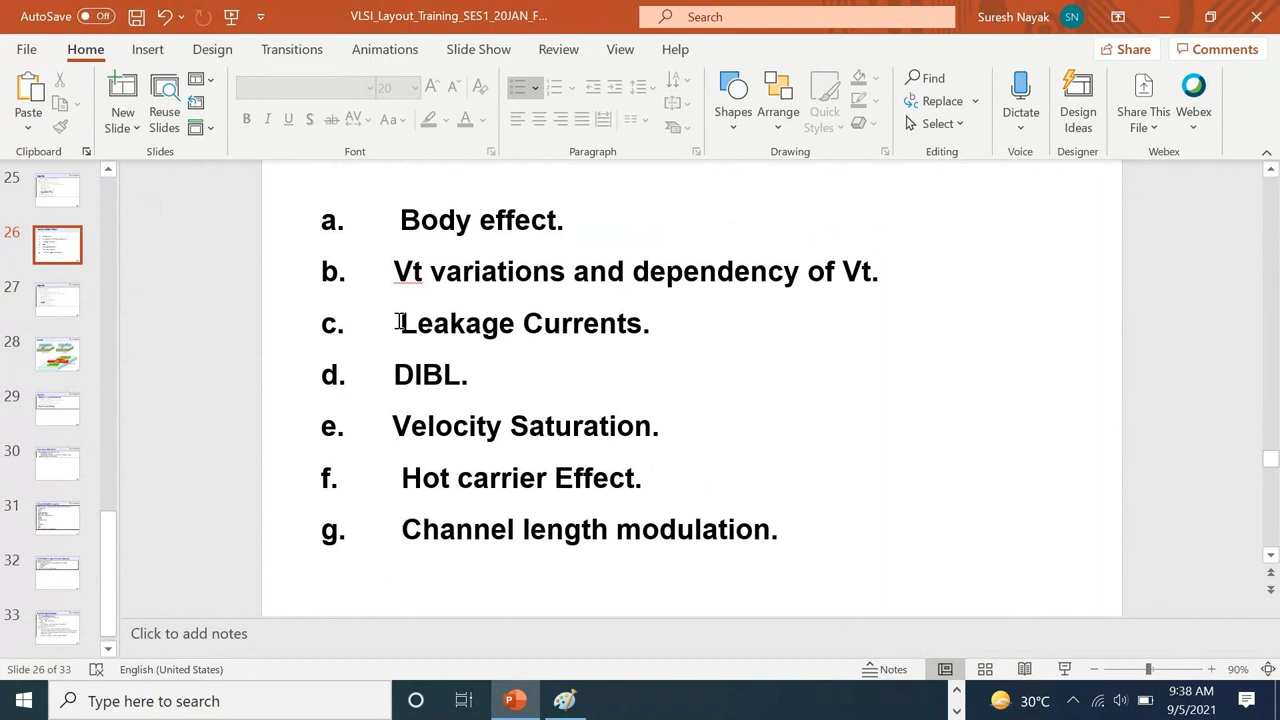 AutoSave Off
VLSI_Layout_Training_SES1_20JAN_F...
Search
Suresh Nayak SN
File Home Insert Design Transitions Animations Slide Show Review View Help
Share Comments
Paste
New Slide
Reuse Slides
20
Aa
Shapes Arrange Quick Styles
Find
Replace
Select
Dictate
Design Ideas
Share This File
Webex
Clipboard Slides Font Paragraph Drawing Editing Voice Designer Webex
25
26
27
28
29
30
31
32
33
a. Body effect.
b. Vt variations and dependency of Vt.
c. Leakage Currents.
d. DIBL.
e. Velocity Saturation.
f. Hot carrier Effect.
g. Channel length modulation.
Click to add notes
Slide 26 of 33 English (United States) Notes 90%
Type here to search
30°C
9:38 AM
9/5/2021